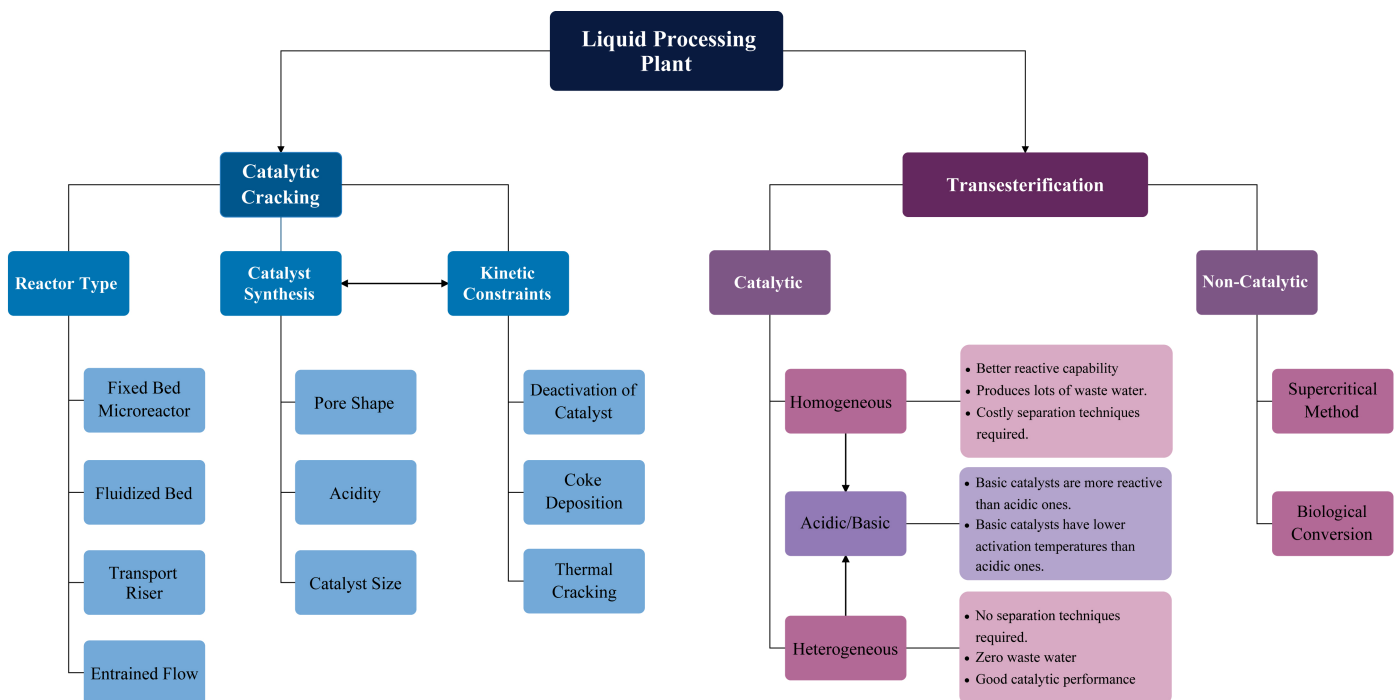 Liquid Processing
Plant
Catalytic
Cracking
Transesterification
Reactor Type
Catalyst
Synthesis
Kinetic
Constraints
Catalytic
Non-Catalytic
Fixed Bed
Microreactor
Fluidized Bed
Transport
Riser
Entrained Flow
Pore Shape
Acidity
Catalyst Size
Deactivation of
Catalyst
Coke
Deposition
Thermal
Cracking
Homogeneous
• Better reactive capability
• Produces lots of waste water.
• Costly separation techniques
required.
Acidic/Basic
• Basic catalysts are more reactive
than acidic ones.
• Basic catalysts have lower
activation temperatures than
acidic ones.
Heterogeneous
• No separation techniques
required.
• Zero waste water
• Good catalytic performance
Supercritical
Method
Biological
Conversion